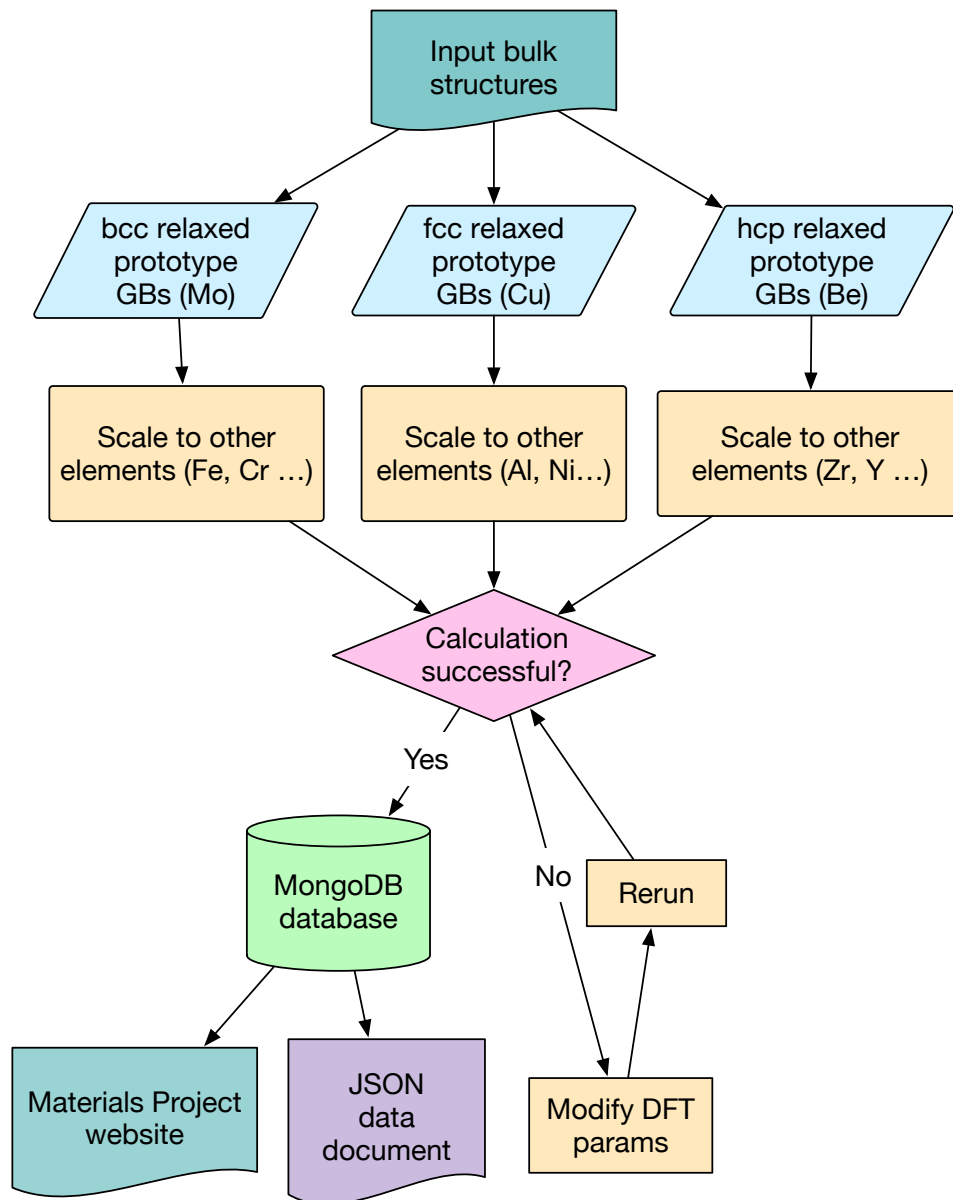 Input bulk
structures
bcc relaxed
prototype
GBs (Mo)
fcc relaxed
prototype
GBs (Cu)
hcp relaxed
prototype
GBs (Be)
Scale to other
elements (Fe, Cr …)
Scale to other
elements (Al, Ni…)
Scale to other
elements (Zr, Y …)
Calculation
successful?
Yes
No
MongoDB
database
Rerun
Materials Project
website
JSON
data
document
Modify DFT
params